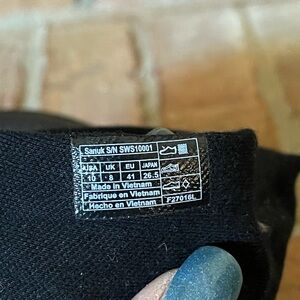 Sanuk S/N SWS10001
USA UK EU JAPAN
10 8 41 26.5
Made in Vietnam
Fabrique en Vietnam
Hecho en Vietnam
F27016L